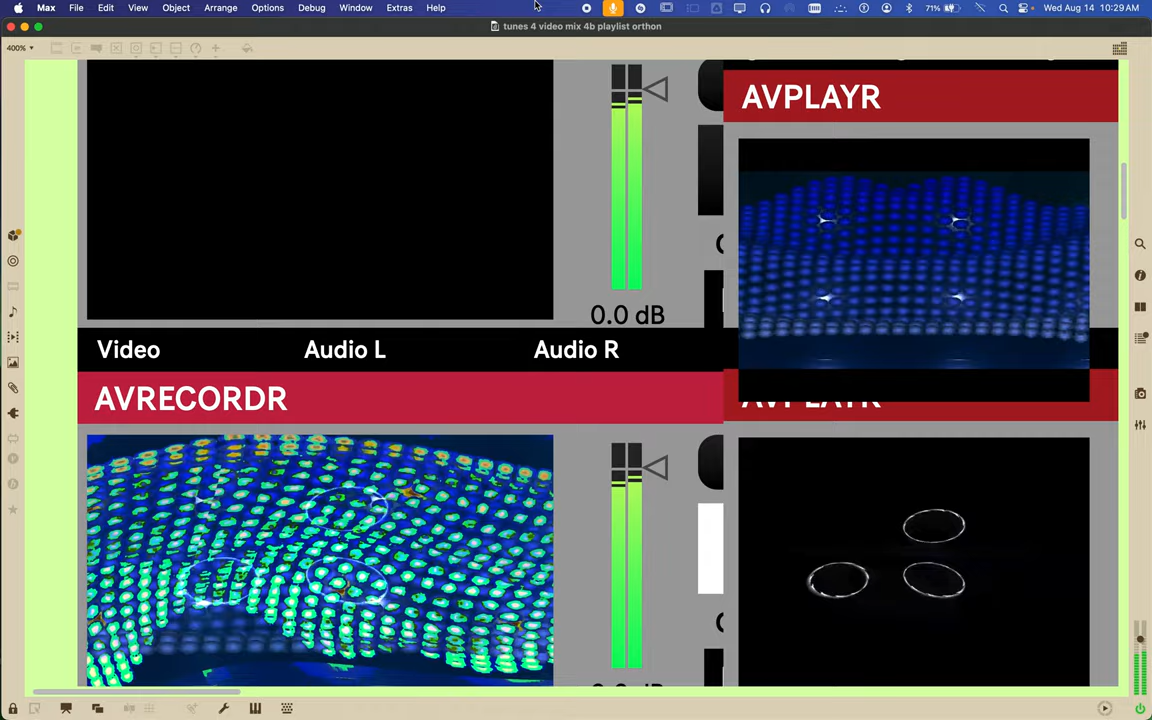 Max File Edit View Object Arrange Options Debug Window Extras Help 71% Wed Aug 14 10:29 AM
tunes 4 video mix 4b playlist orthon
400%
AVPLAYR
0.0 dB
Video Audio L Audio R
AVRECORDR
AVPLAYR